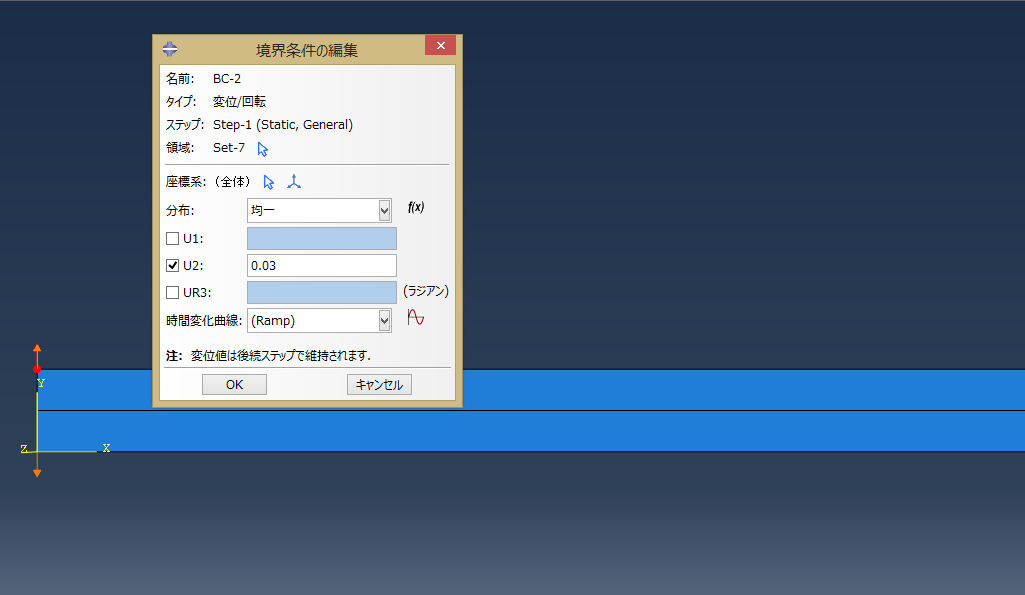 境界条件の編集
名前: BC-2
タイプ: 変位/回転
ステップ: Step-1 (Static, General)
領域: Set-7
座標系: (全体)
分布: 均一 f(x)
U1:
U2: 0.03
UR3: (ラジアン)
時間変化曲線: (Ramp)
注: 変位値は後続ステップで維持されます.
OK キャンセル
Y
Z X